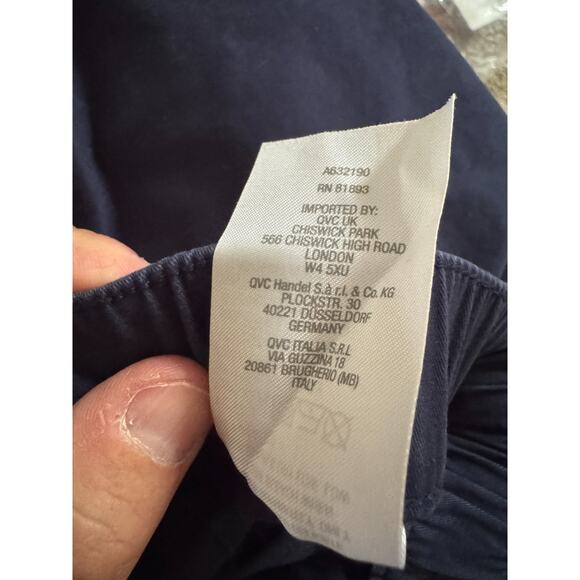 A632190
RN 81893
IMPORTED BY:
QVC UK
CHISWICK PARK
566 CHISWICK HIGH ROAD
LONDON
W4 5XU
QVC Handel S.à r.l. & Co. KG
PLOCKSTR. 30
40221 DÜSSELDORF
GERMANY
QVC ITALIA S.R.L
VIA GUZZINA 18
20861 BRUGHERIO (MB)
ITALY